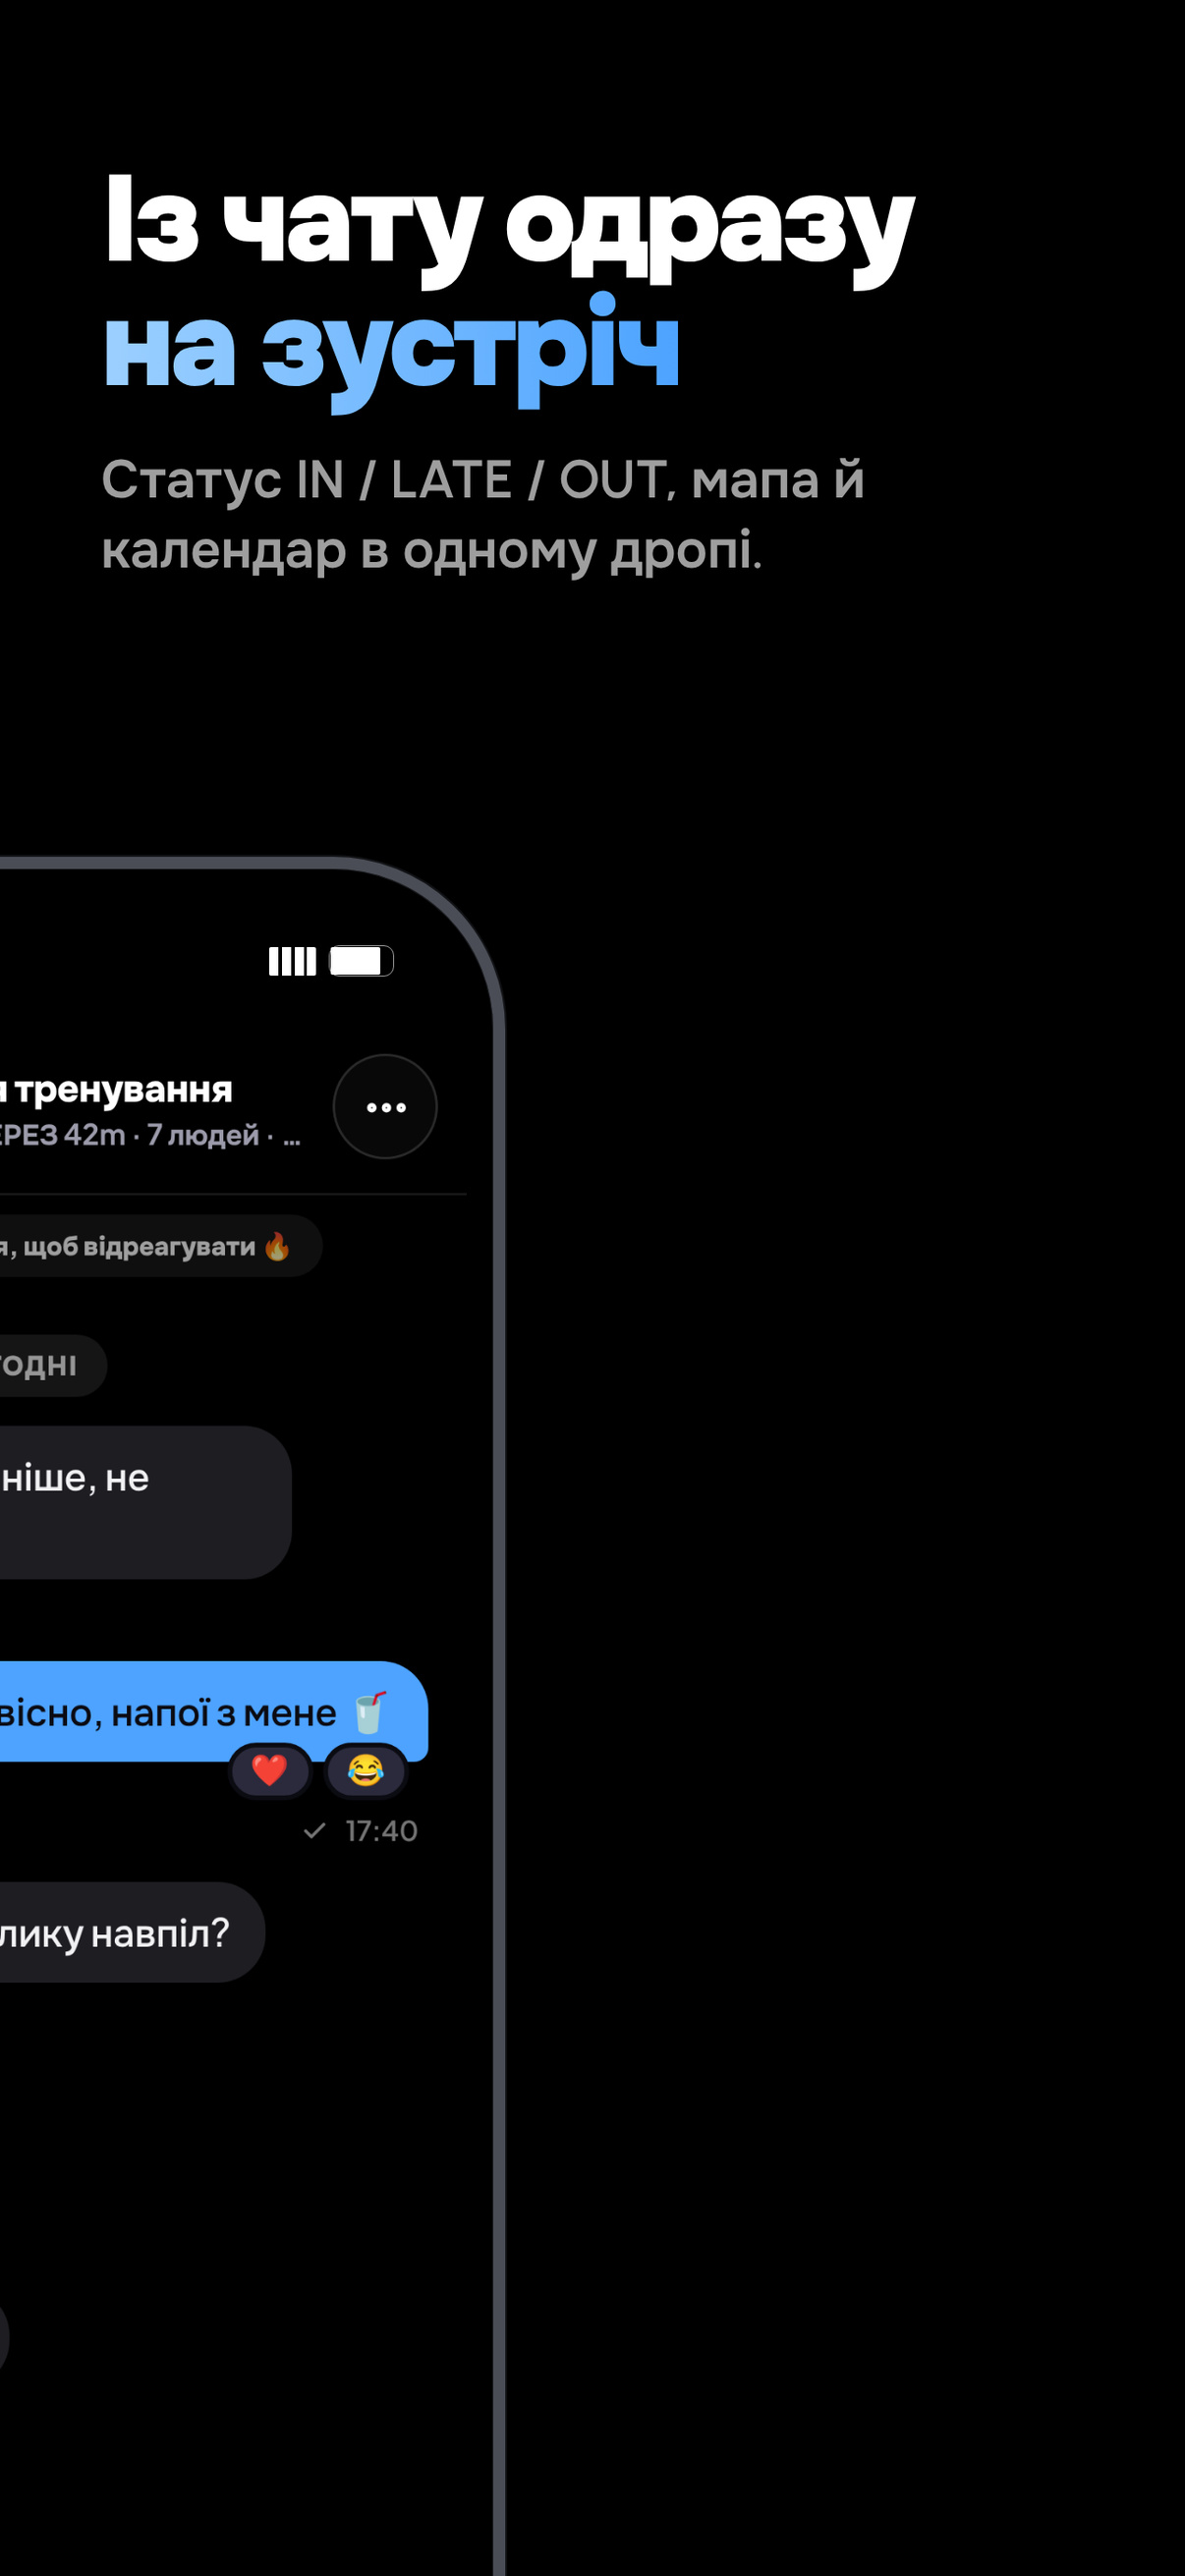 Із чату одразу
на зустріч
Статус IN / LATE / OUT, мапа й
календар в одному дропі.
тренування
42m · 7 людей · ...
, щоб відреагувати 🔥
ніше, не
вісно, напої з мене 🥤
❤️ 😂
✓ 17:40
лику навпіл?